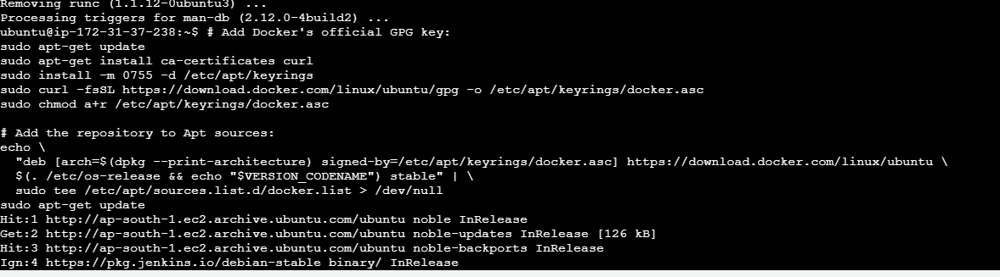 Removing runc (1.1.12-0ubuntu3) ...
Processing triggers for man-db (2.12.0-4build2) ...
ubuntu@ip-172-31-37-238:~$ # Add Docker's official GPG key:
sudo apt-get update
sudo apt-get install ca-certificates curl
sudo install -m 0755 -d /etc/apt/keyrings
sudo curl -fsSL https://download.docker.com/linux/ubuntu/gpg -o /etc/apt/keyrings/docker.asc
sudo chmod a+r /etc/apt/keyrings/docker.asc

# Add the repository to Apt sources:
echo \
  "deb [arch=$(dpkg --print-architecture) signed-by=/etc/apt/keyrings/docker.asc] https://download.docker.com/linux/ubuntu \
  $(. /etc/os-release && echo "$VERSION_CODENAME") stable" | \
  sudo tee /etc/apt/sources.list.d/docker.list > /dev/null
sudo apt-get update
Hit:1 http://ap-south-1.ec2.archive.ubuntu.com/ubuntu noble InRelease
Get:2 http://ap-south-1.ec2.archive.ubuntu.com/ubuntu noble-updates InRelease [126 kB]
Hit:3 http://ap-south-1.ec2.archive.ubuntu.com/ubuntu noble-backports InRelease
Ign:4 https://pkg.jenkins.io/debian-stable binary/ InRelease